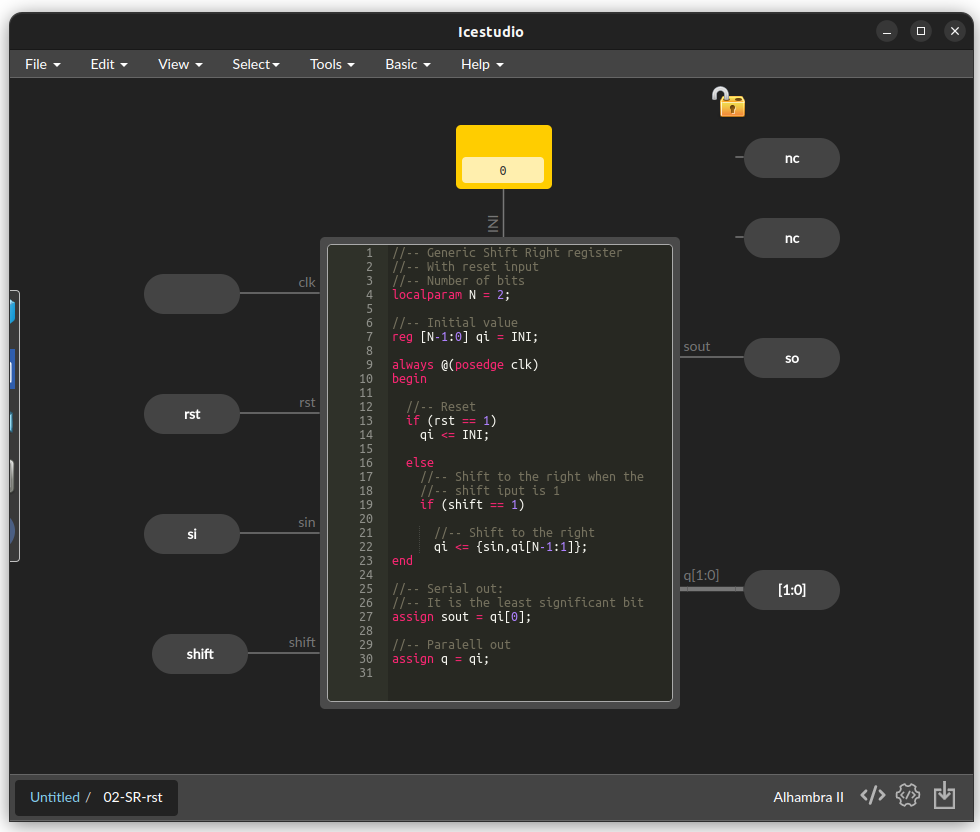 Icestudio
File Edit View Select Tools Basic Help
nc
0
nc
INI
clk
rst
rst
si
sin
shift
shift
1 //-- Generic Shift Right register
2 //-- With reset input
3 //-- Number of bits
4 localparam N = 2;
5
6 //-- Initial value
7 reg [N-1:0] qi = INI;
8
9 always @(posedge clk)
10 begin
11
12 //-- Reset
13 if (rst == 1)
14 qi <= INI;
15
16 else
17 //-- Shift to the right when the
18 //-- shift iput is 1
19 if (shift == 1)
20
21 //-- Shift to the right
22 qi <= {sin,qi[N-1:1]};
23 end
24
25 //-- Serial out:
26 //-- It is the least significant bit
27 assign sout = qi[0];
28
29 //-- Paralell out
30 assign q = qi;
31
sout
so
q[1:0]
[1:0]
Untitled / 02-SR-rst
Alhambra II